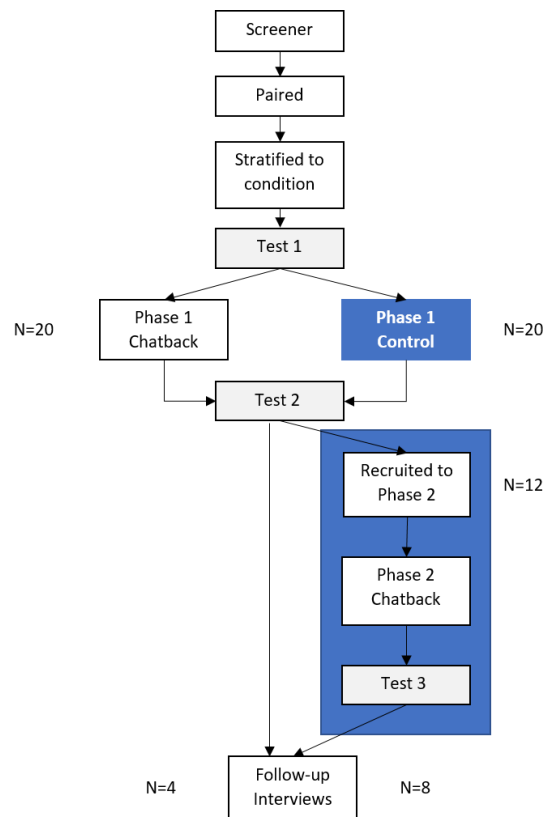 Screener
Paired
Stratified to
condition
Test 1
N=20
Phase 1
Chatback
Phase 1
Control
N=20
Test 2
Recruited to
Phase 2
N=12
Phase 2
Chatback
Test 3
N=4
Follow-up
Interviews
N=8